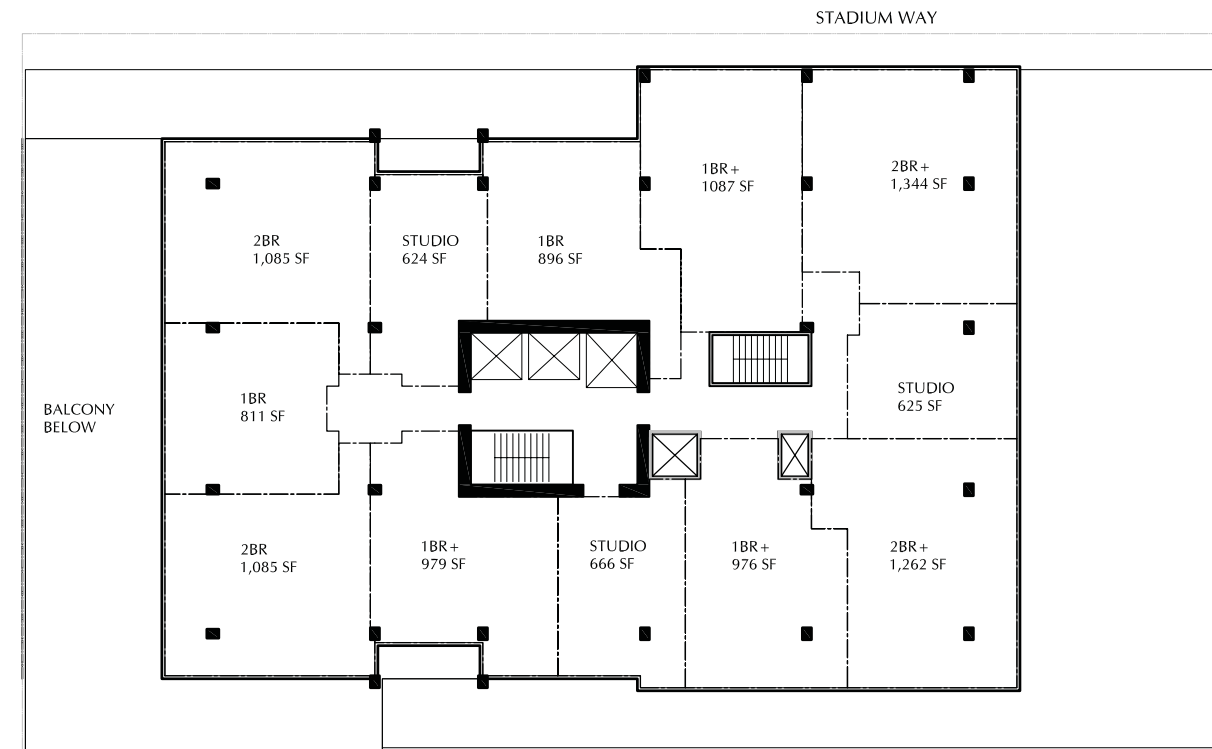 STADIUM WAY
1BR+
1087 SF
2BR+
1,344 SF
2BR
1,085 SF
STUDIO
624 SF
1BR
896 SF
STUDIO
625 SF
1BR
811 SF
BALCONY
BELOW
2BR
1,085 SF
1BR+
979 SF
STUDIO
666 SF
1BR+
976 SF
2BR+
1,262 SF